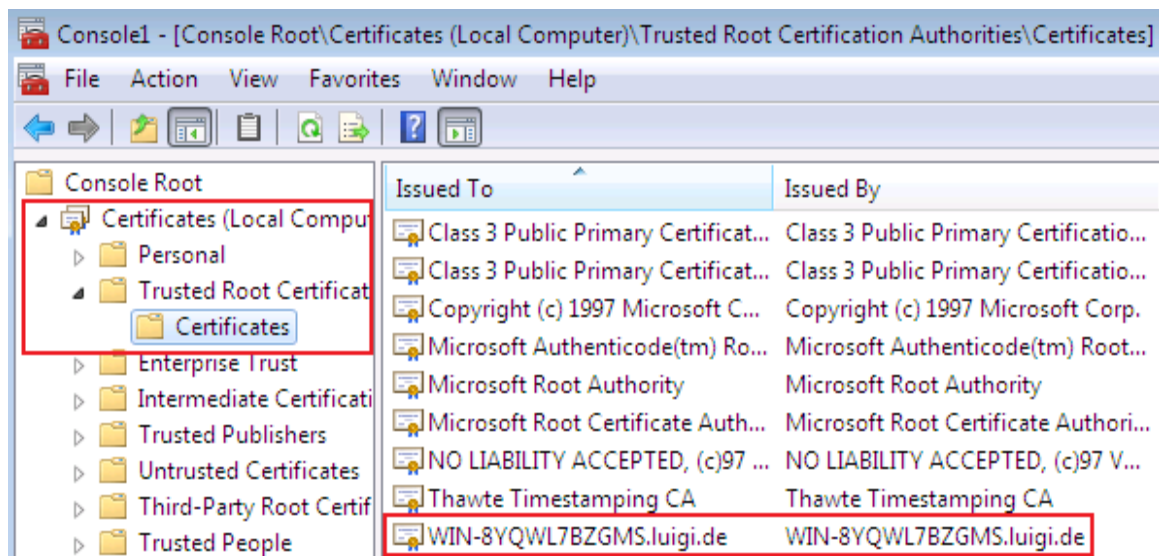 Console1 - [Console Root\Certificates (Local Computer)\Trusted Root Certification Authorities\Certificates]
File Action View Favorites Window Help
Console Root
Certificates (Local Comput
Personal
Trusted Root Certificat
Certificates
Enterprise Trust
Intermediate Certificati
Trusted Publishers
Untrusted Certificates
Third-Party Root Certif
Trusted People
Issued To Issued By
Class 3 Public Primary Certificat... Class 3 Public Primary Certificatio...
Class 3 Public Primary Certificat... Class 3 Public Primary Certificatio...
Copyright (c) 1997 Microsoft C... Copyright (c) 1997 Microsoft Corp.
Microsoft Authenticode(tm) Ro... Microsoft Authenticode(tm) Root...
Microsoft Root Authority Microsoft Root Authority
Microsoft Root Certificate Auth... Microsoft Root Certificate Authori...
NO LIABILITY ACCEPTED, (c)97 ... NO LIABILITY ACCEPTED, (c)97 V...
Thawte Timestamping CA Thawte Timestamping CA
WIN-8YQWL7BZGMS.luigi.de WIN-8YQWL7BZGMS.luigi.de